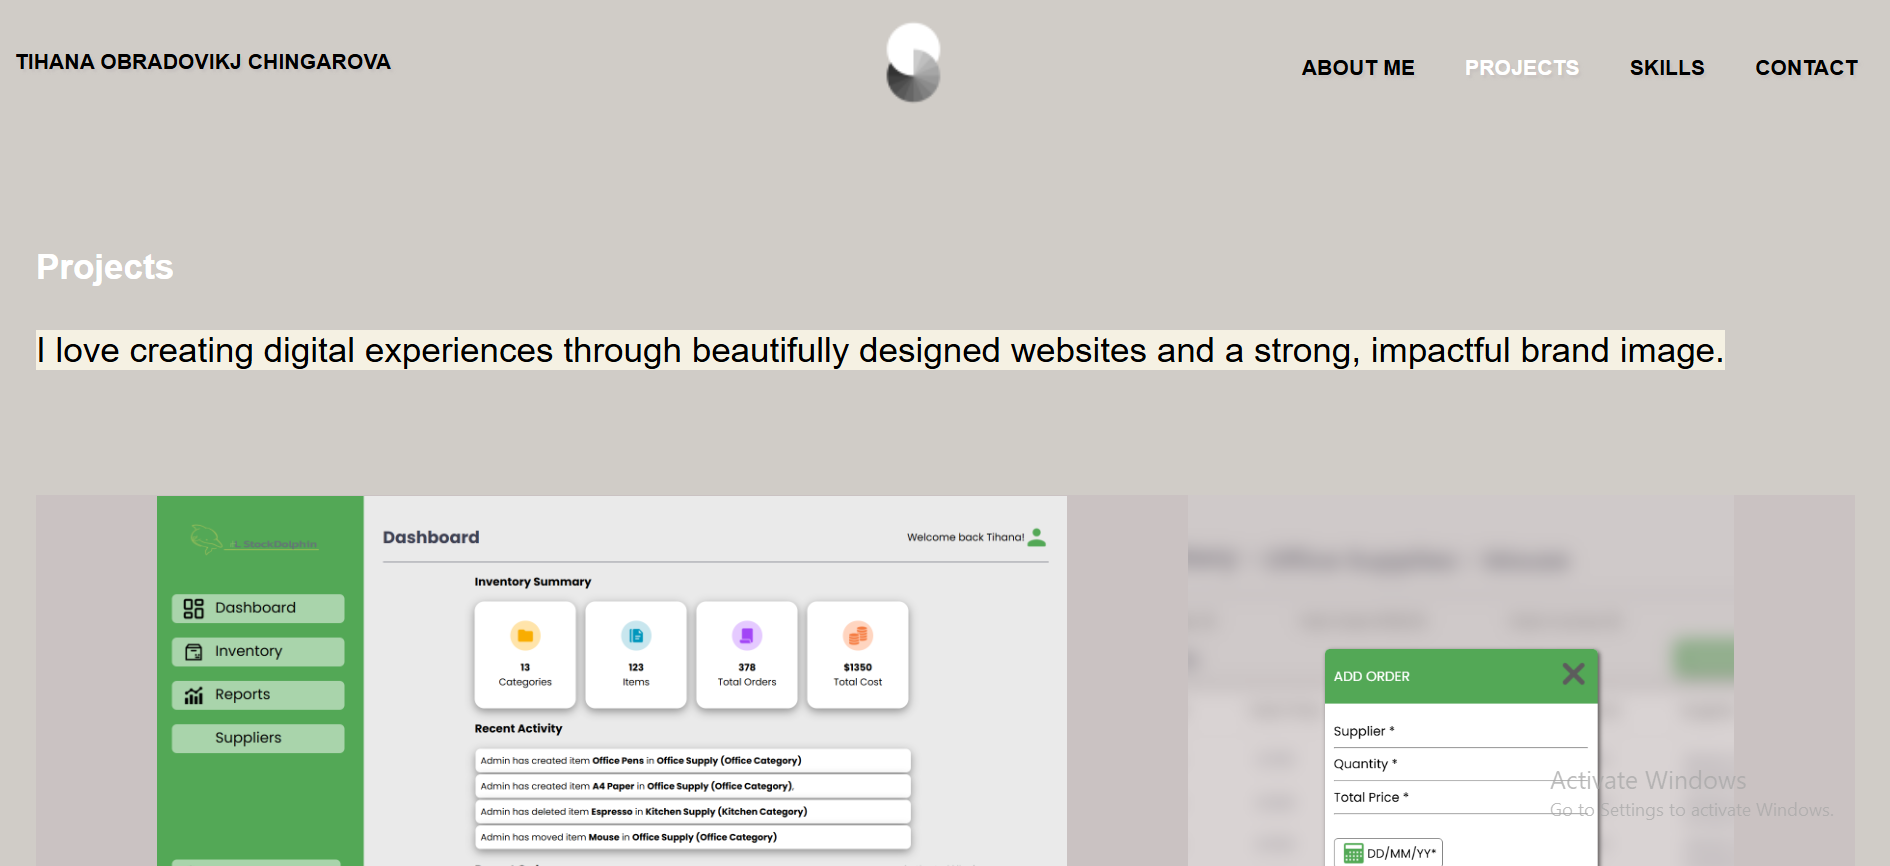 TIHANA OBRADOVIKJ CHINGAROVA
ABOUT ME PROJECTS SKILLS CONTACT
Projects
I love creating digital experiences through beautifully designed websites and a strong, impactful brand image.
StockDolphin
Dashboard
Inventory
Reports
Suppliers
Dashboard
Welcome back Tihana!
Inventory Summary
13
Categories
123
Items
378
Total Orders
$1350
Total Cost
Recent Activity
Admin has created item Office Pens in Office Supply (Office Category)
Admin has created item A4 Paper in Office Supply (Office Category),
Admin has deleted item Espresso in Kitchen Supply (Kitchen Category)
Admin has moved item Mouse in Office Supply (Office Category)
Office Supplies - Mouse
ADD ORDER
Supplier *
Quantity *
Total Price *
DD/MM/YY*
Activate Windows
Go to Settings to activate Windows.